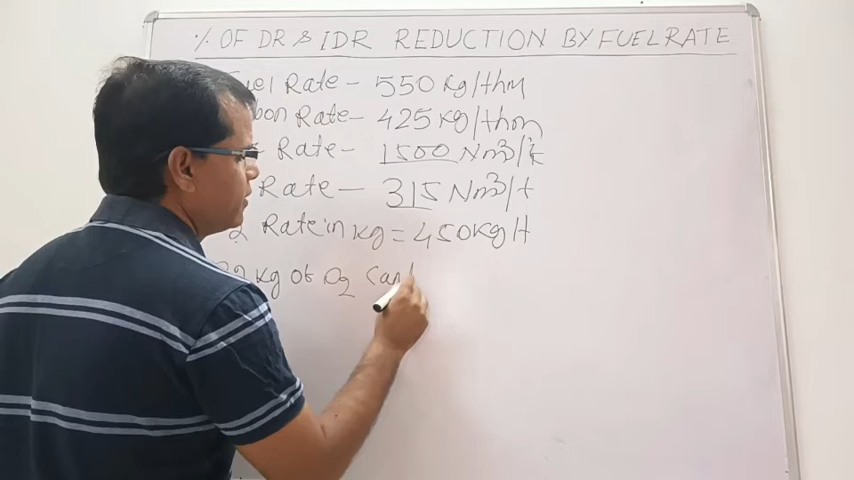 % OF DR & IDR REDUCTION BY FUEL RATE
Rate - 550 kg/thm
Rate - 425 kg/thm
Rate - 1500 Nm3/t
Rate - 315 Nm3/t
Rate in kg = 450 kg/t
kg of O2